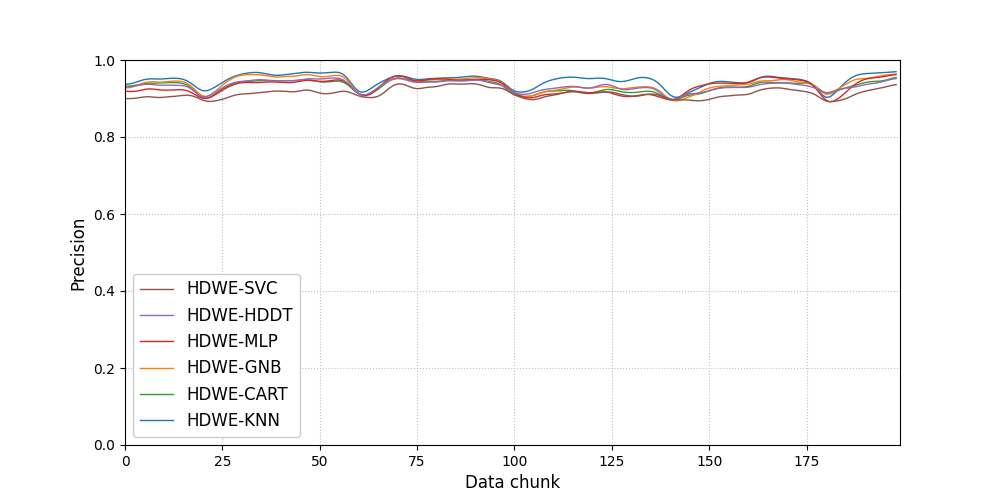 1.0
0.8
0.6
0.4
0.2
0.0
Precision
HDWE-SVC
HDWE-HDDT
HDWE-MLP
HDWE-GNB
HDWE-CART
HDWE-KNN
0 25 50 75 100 125 150 175
Data chunk